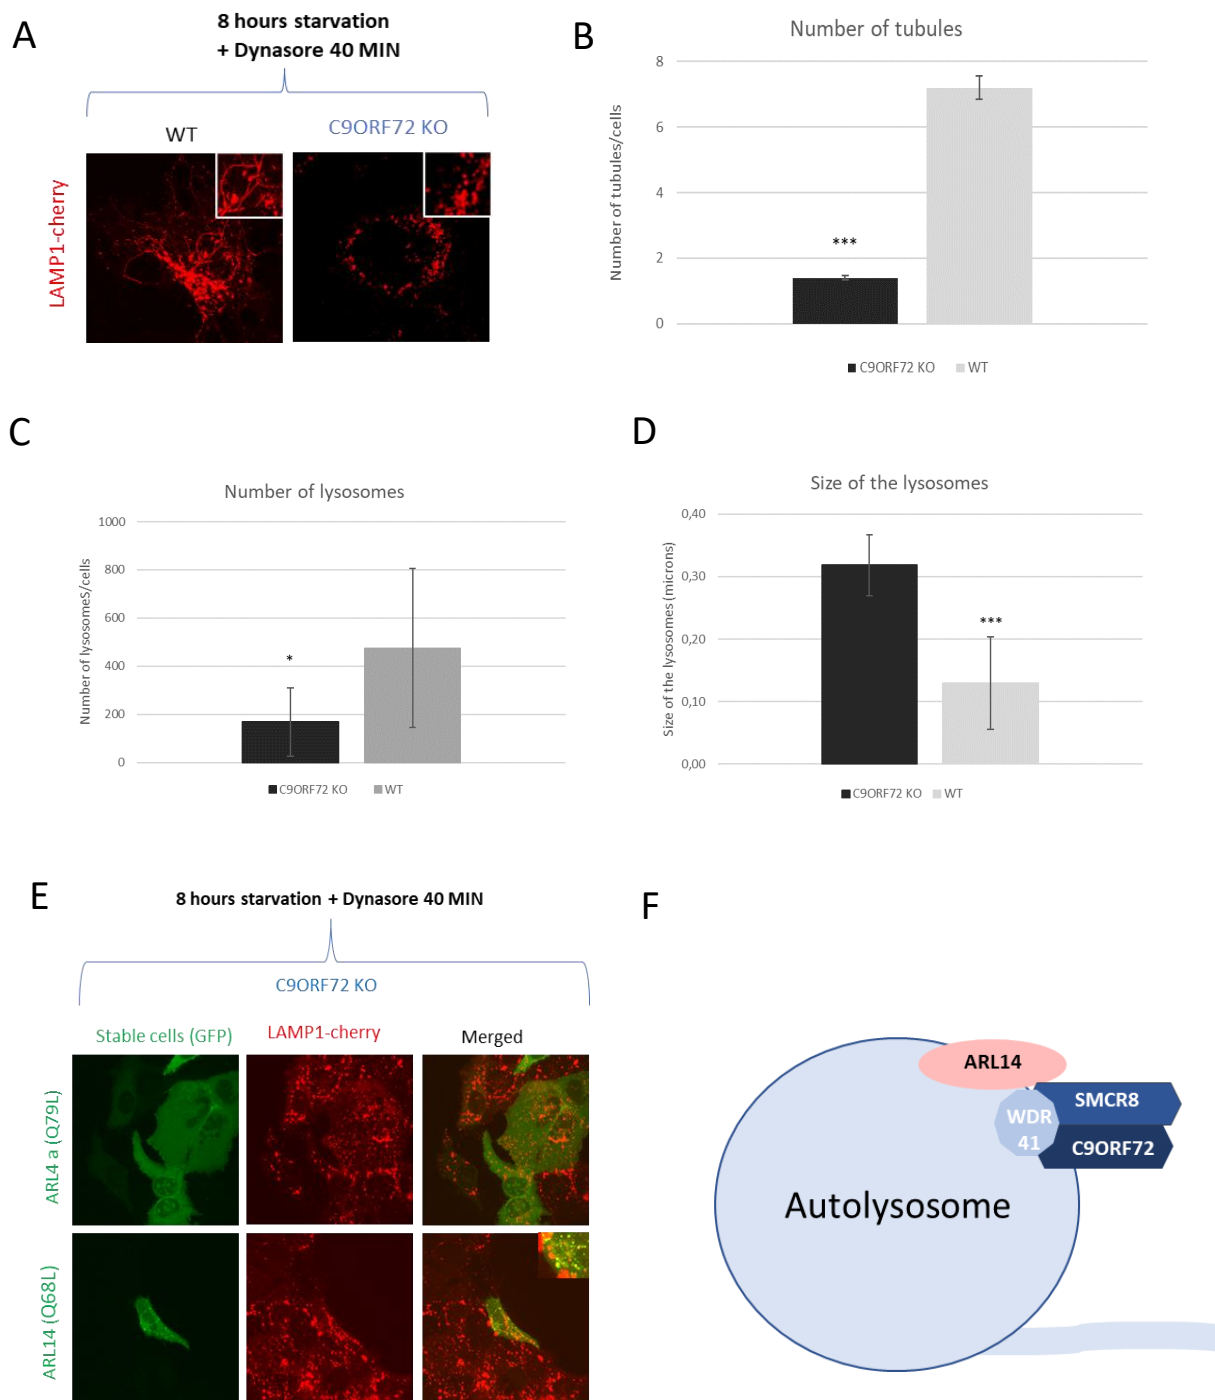 A
8 hours starvation
+ Dynasore 40 MIN
WT
C9ORF72 KO
LAMP1-cherry
B
Number of tubules
Number of tubules/cells
8
6
4
2
0
***
C9ORF72 KO
WT
C
Number of lysosomes
Number of lysosomeS/cells
1000
800
600
400
200
0
*
C9ORF72 KO
WT
D
Size of the lysosomes
Size of the lysosomes (microns)
0,40
0,30
0,20
0,10
0,00
***
C9ORF72 KO
WT
E
8 hours starvation + Dynasore 40 MIN
C9ORF72 KO
Stable cells (GFP)
LAMP1-cherry
Merged
ARL4 a (Q79L)
ARL14 (Q68L)
F
ARL14
SMCR8
WDR
41
C9ORF72
Autolysosome